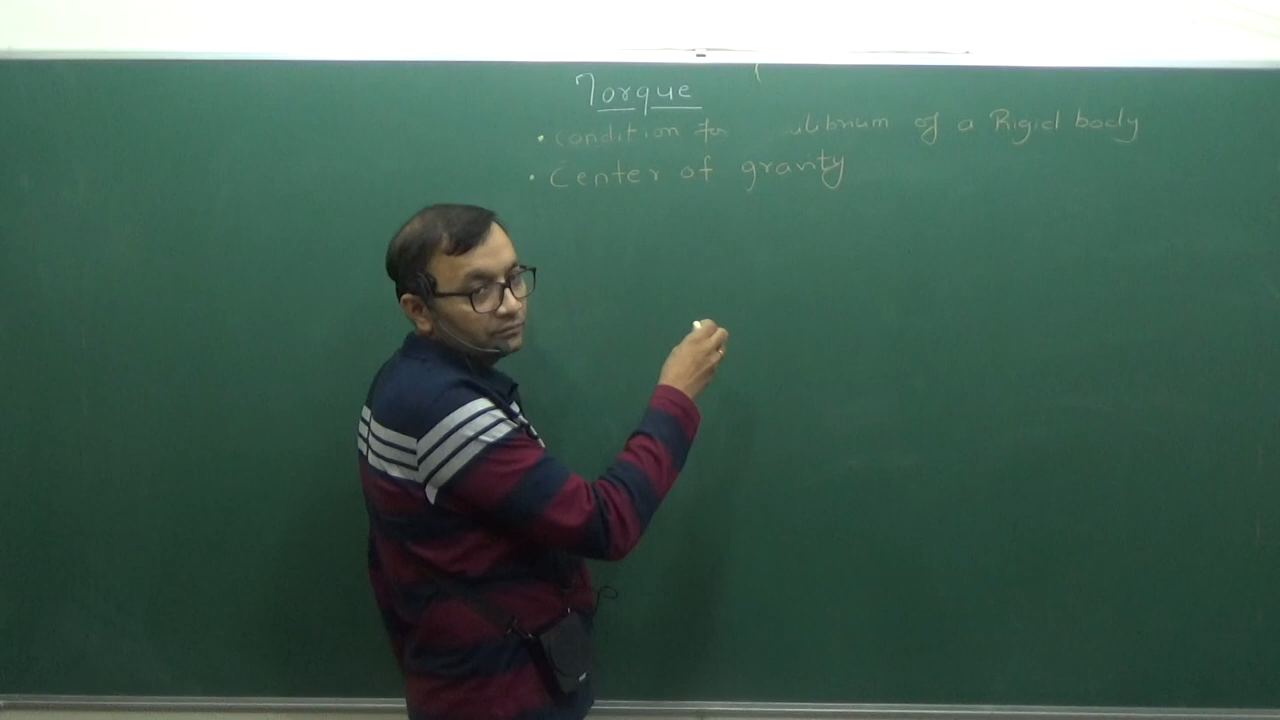 Torque
• Condition for ulibrium of a Rigid body
• Center of gravity